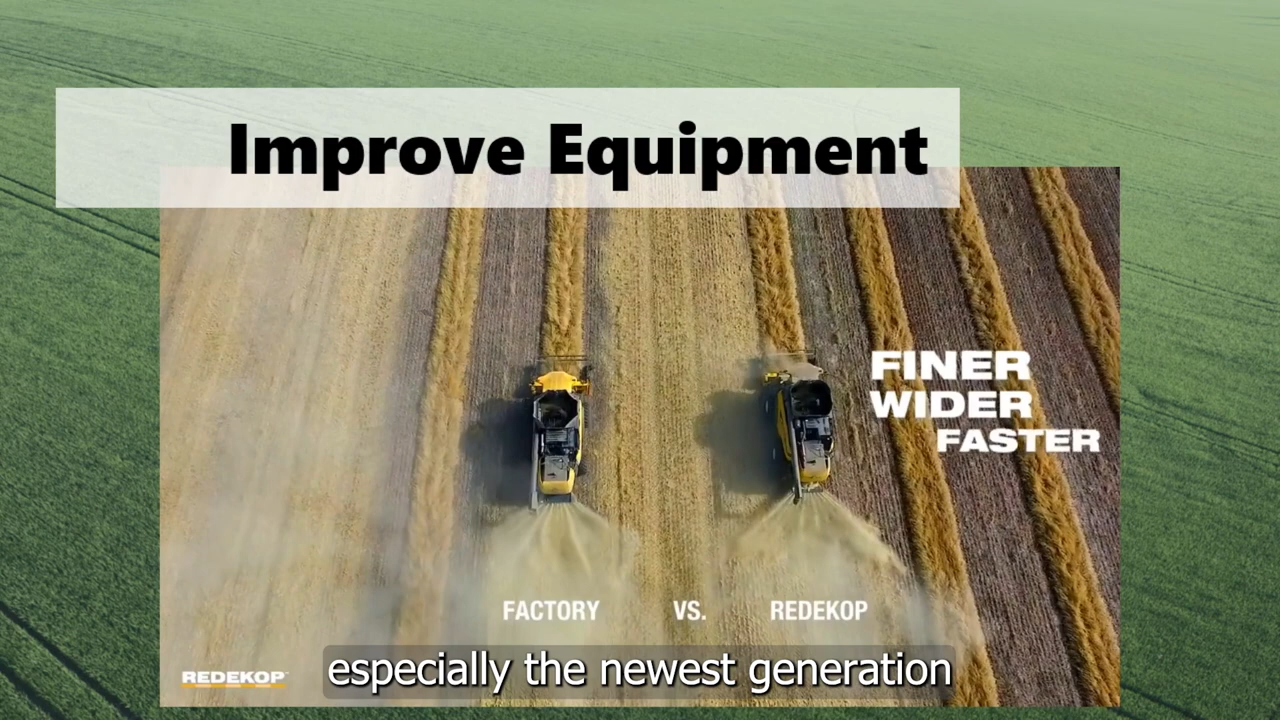 Improve Equipment
FINER
WIDER
FASTER
FACTORY VS. REDEKOP
REDEKOP
especially the newest generation